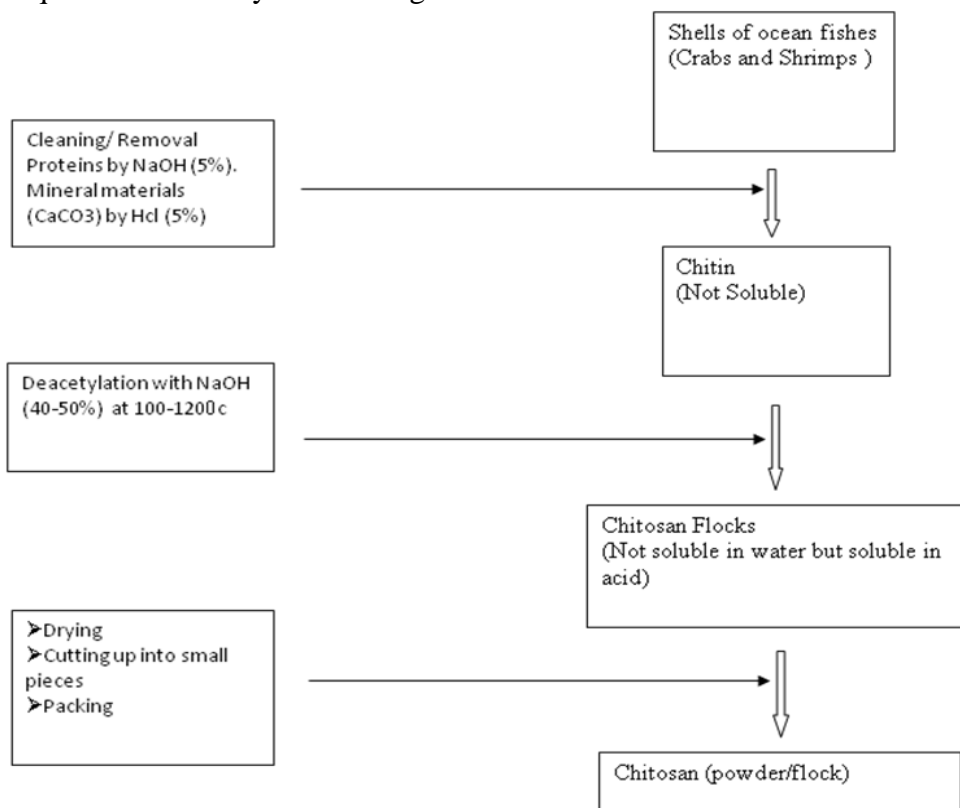 Shells of ocean fishes
(Crabs and Shrimps )
Cleaning/ Removal
Proteins by NaOH (5%).
Mineral materials
(CaCO3) by Hcl (5%)
Chitin
(Not Soluble)
Deacetylation with NaOH
(40-50%) at 100-1200c
Chitosan Flocks
(Not soluble in water but soluble in
acid)
➢Drying
➢Cutting up into small
pieces
➢Packing
Chitosan (powder/flock)